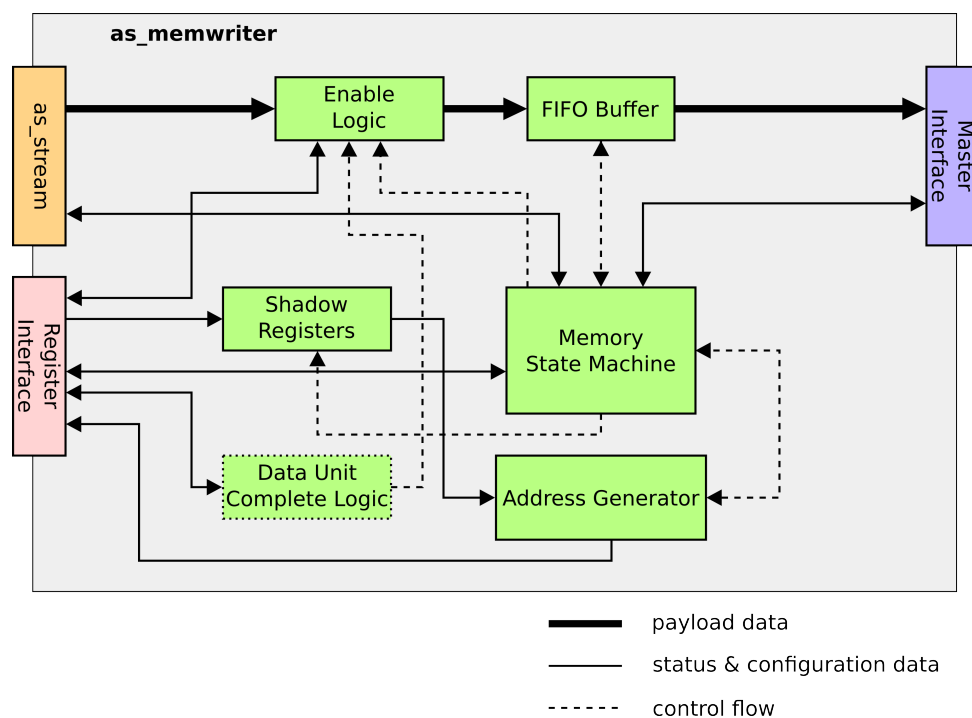 as_memwriter
as_stream
Enable
Logic
FIFO Buffer
Master
Interface
Register
Interface
Shadow
Registers
Memory
State Machine
Data Unit
Complete Logic
Address Generator
payload data
status & configuration data
control flow